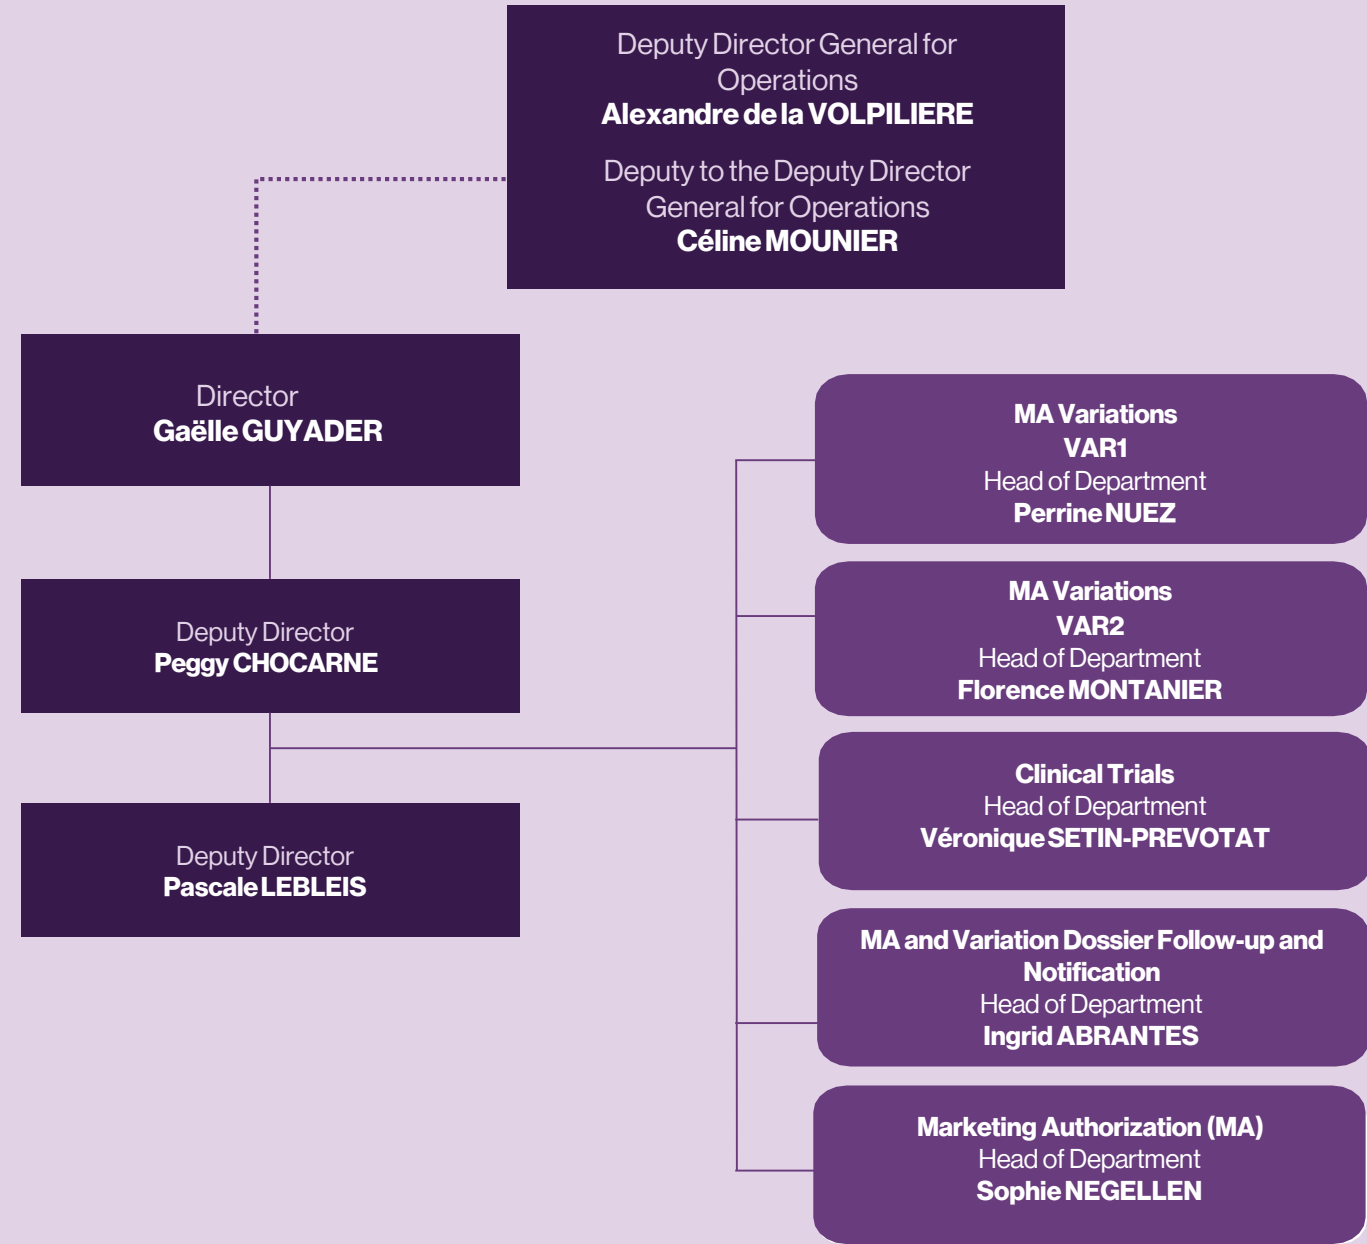 Deputy Director General for
Operations
Alexandre de la VOLPILIERE
Deputy to the Deputy Director
General for Operations
Céline MOUNIER
Director
Gaëlle GUYADER
Deputy Director
Peggy CHOCARNE
Deputy Director
Pascale LEBLEIS
MA Variations
VAR1
Head of Department
Perrine NUEZ
MA Variations
VAR2
Head of Department
Florence MONTANIER
Clinical Trials
Head of Department
Véronique SETIN-PREVOTAT
MA and Variation Dossier Follow-up and
Notification
Head of Department
Ingrid ABRANTES
Marketing Authorization (MA)
Head of Department
Sophie NEGELLEN